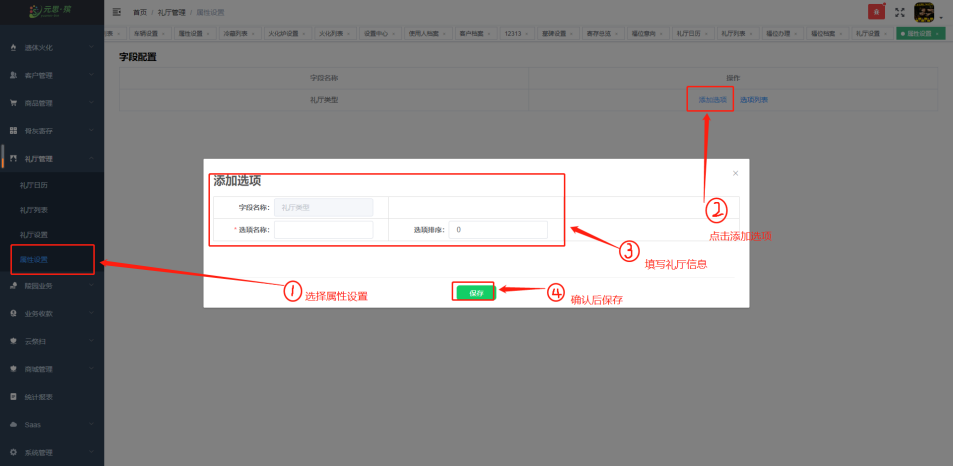 元思·殡
首页 / 礼厅管理 / 属性设置
车辆设置
属性设置
冷藏列表
火化炉设置
火化列表
设置中心
使用人档案
客户档案
12313
墓碑设置
寄存总览
福位意向
礼厅日历
礼厅列表
福位办理
福位档案
礼厅设置
属性设置
遗体火化
客户管理
商品管理
骨灰寄存
礼厅管理
礼厅日历
礼厅列表
礼厅设置
属性设置
陵园业务
业务收款
云祭扫
商城管理
统计报表
Saas
系统管理
字段配置
字段名称 操作
礼厅类型 添加选项 选项列表
添加选项
字段名称: 礼厅类型
* 选项名称: 选项排序: 0
保存
① 选择属性设置
② 点击添加选项
③ 填写礼厅信息
④ 确认后保存